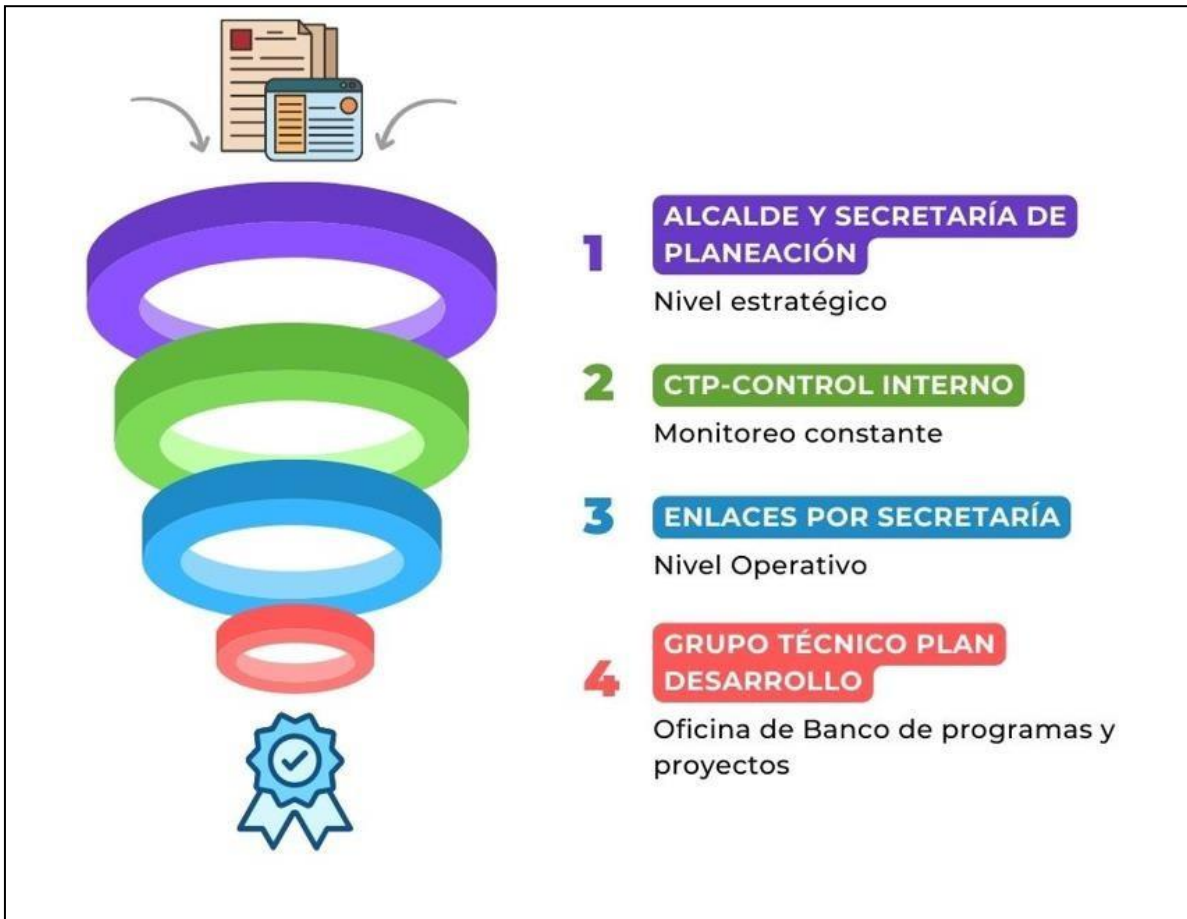 1
ALCALDE Y SECRETARÍA DE
PLANEACIÓN
Nivel estratégico
2
CTP-CONTROL INTERNO
Monitoreo constante
3
ENLACES POR SECRETARÍA
Nivel Operativo
4
GRUPO TÉCNICO PLAN
DESARROLLO
Oficina de Banco de programas y
proyectos